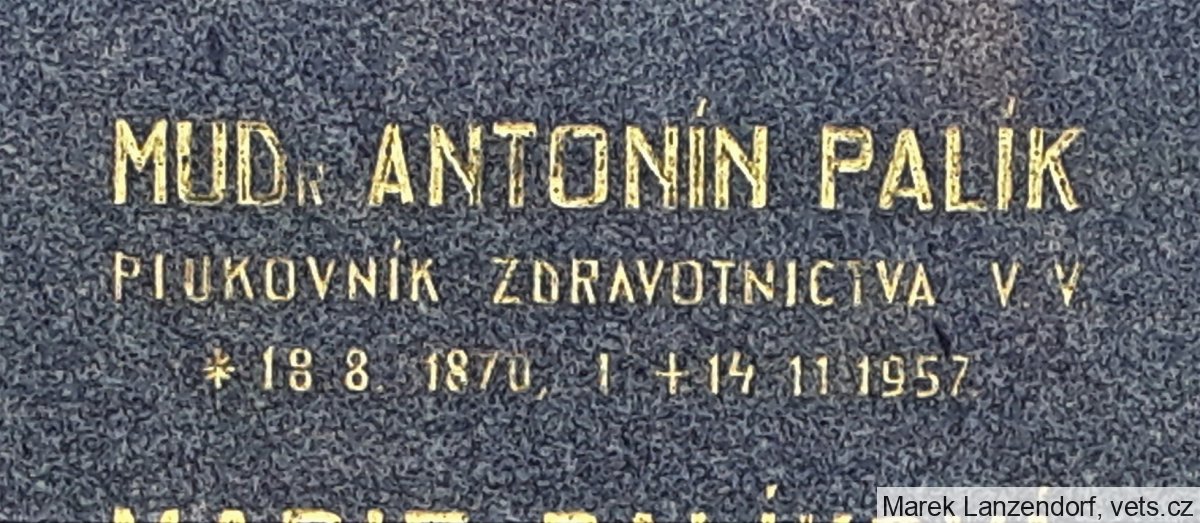 MUDr ANTONÍN PALÍK
PLUKOVNÍK ZDRAVOTNICTVA V. V
* 18. 8. 1870, † 14. 11. 1957.
Marek Lanzendorf, vets.cz